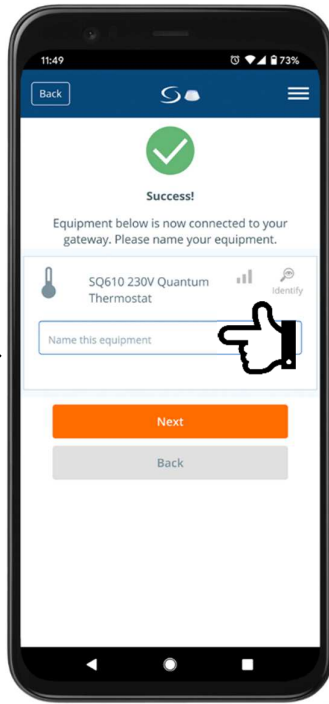 11:49
73%
Back
Success!
Equipment below is now connected to your
gateway. Please name your equipment.
SQ610 230V Quantum
Thermostat
Identify
Name this equipment
Next
Back